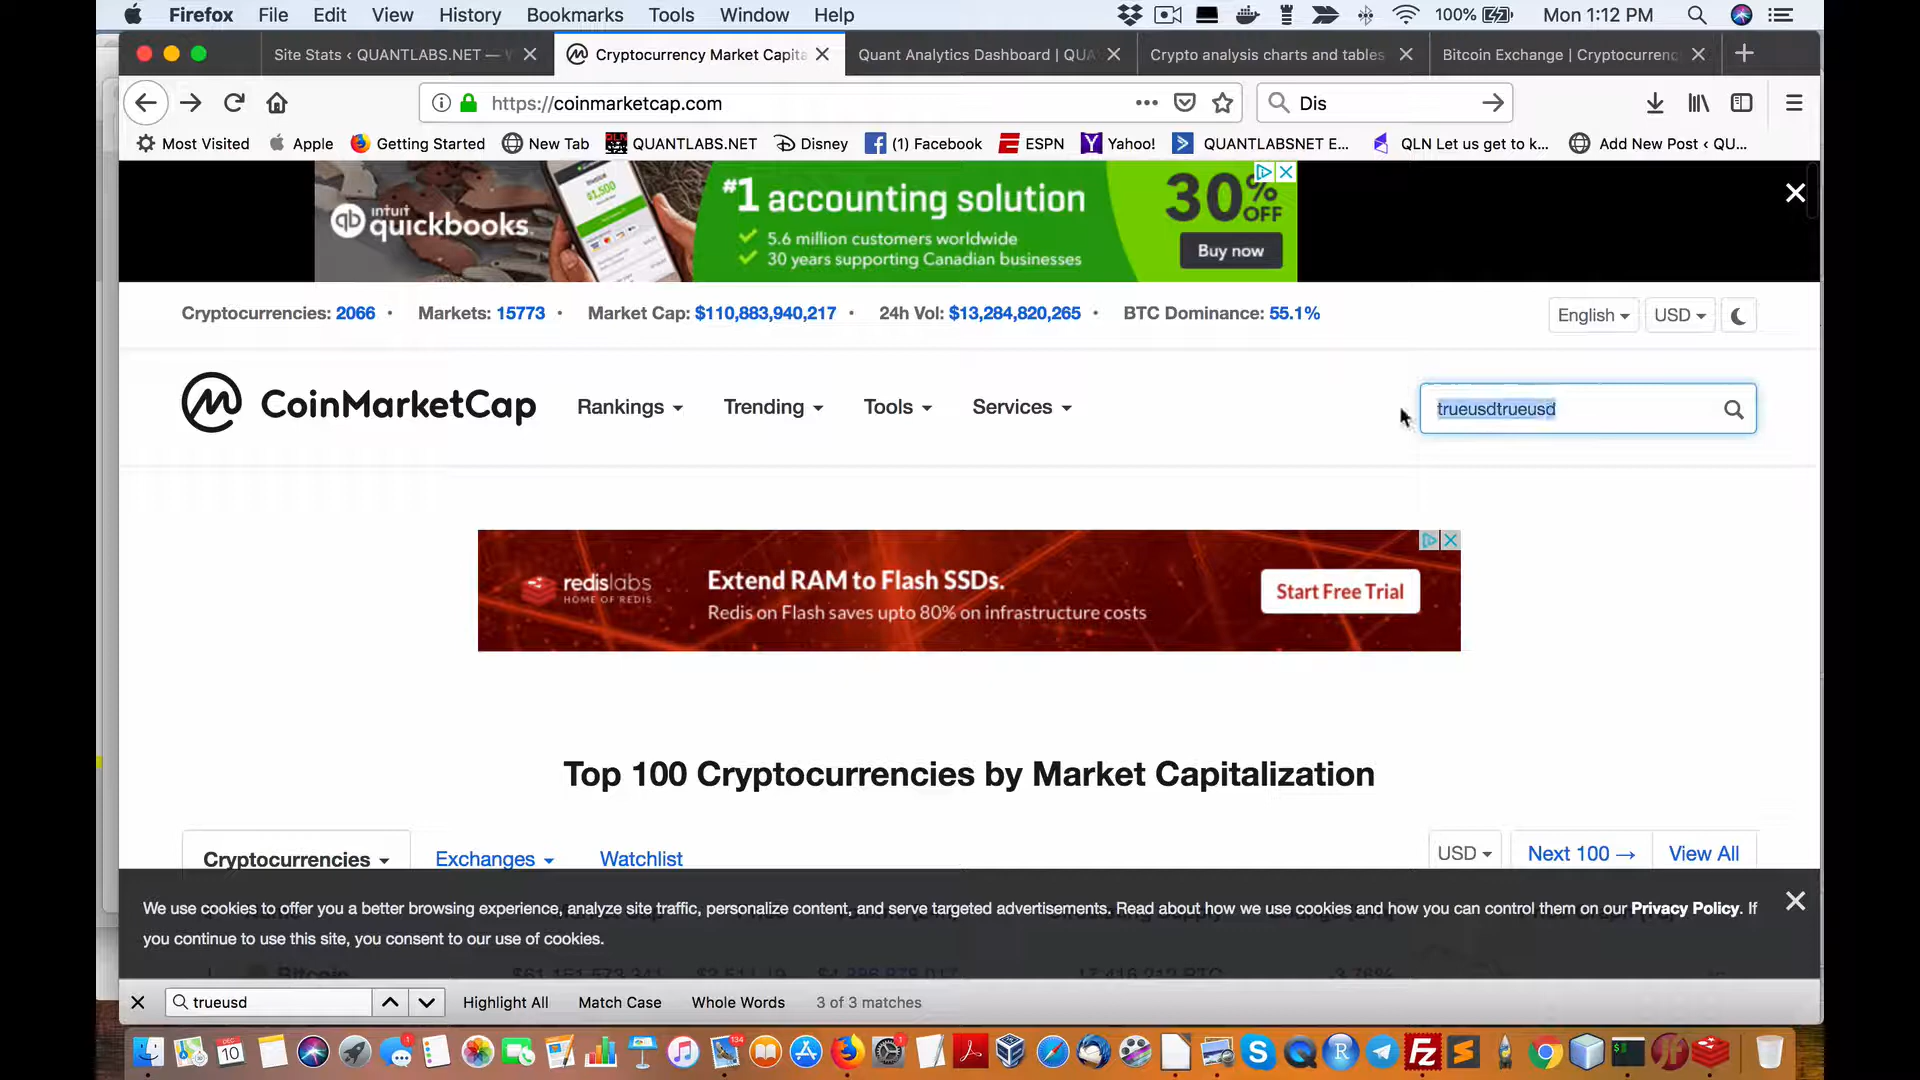 Firefox File Edit View History Bookmarks Tools Window Help 100% Mon 1:12 PM
Site Stats ‹ QUANTLABS.NET — Cryptocurrency Market Capita Quant Analytics Dashboard | QUA Crypto analysis charts and tables Bitcoin Exchange | Cryptocurrenc
https://coinmarketcap.com Dis
Most Visited Apple Getting Started New Tab QUANTLABS.NET Disney (1) Facebook ESPN Yahoo! QUANTLABSNET E... QLN Let us get to k... Add New Post ‹ QU...
INTUIT
quickbooks.
Invoice
$1,500
#1 accounting solution
5.6 million customers worldwide
30 years supporting Canadian businesses
30% OFF
Buy now
Cryptocurrencies: 2066 • Markets: 15773 • Market Cap: $110,883,940,217 • 24h Vol: $13,284,820,265 • BTC Dominance: 55.1%
English USD
CoinMarketCap Rankings Trending Tools Services trueusdtrueusd
redislabs
HOME OF REDIS
Extend RAM to Flash SSDs.
Redis on Flash saves upto 80% on infrastructure costs
Start Free Trial
Top 100 Cryptocurrencies by Market Capitalization
Cryptocurrencies Exchanges Watchlist USD Next 100 → View All
We use cookies to offer you a better browsing experience, analyze site traffic, personalize content, and serve targeted advertisements. Read about how we use cookies and how you can control them on our Privacy Policy. If
you continue to use this site, you consent to our use of cookies.
Bitcoin
trueusd Highlight All Match Case Whole Words 3 of 3 matches
DEC
10
1
134
1
S
R
Fz